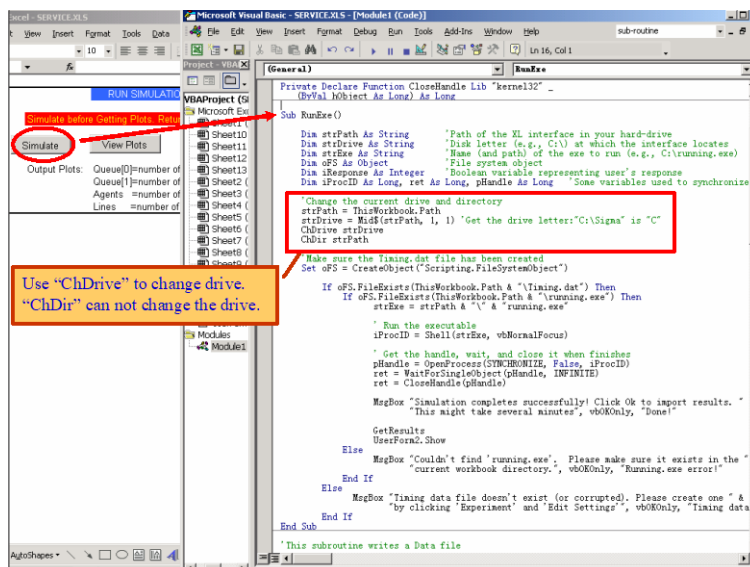 Excel - SERVICE.XLS
View Insert Format Tools Data
10
fx
RUN SIMULATIO
Simulate before Getting Plots. Retur
Simulate View Plots
Output Plots: Queue[0]=number of
Queue[1]=number of
Agents =number of
Lines =number of
Use “ChDrive” to change drive.
“ChDir” can not change the drive.
AutoShapes
Microsoft Visual Basic - SERVICE.XLS - [Module1 (Code)]
File Edit View Insert Format Debug Run Tools Add-Ins Window Help sub-routine
Ln 16, Col 1
Project - VBAX
VBAProject (SI
Microsoft Exc
Sheet1 (
Sheet10
Sheet11
Sheet12
Sheet13
Sheet2 (
Sheet3 (
Sheet4 (
Sheet5 (
Sheet6 (
Sheet7 (
Sheet8 (
Sheet9 (
Modules
Module1
(General) RunExe
Private Declare Function CloseHandle Lib "kernel32" _
(ByVal hObject As Long) As Long
Sub RunExe()
Dim strPath As String 'Path of the XL interface in your hard-drive
Dim strDrive As String 'Disk letter (e.g., C:\) at which the interface locates
Dim strExe As String 'Name (and path) of the exe to run (e.g., C:\running.exe)
Dim oFS As Object 'File system object
Dim iResponse As Integer 'Boolean variable representing user's response
Dim iProcID As Long, ret As Long, pHandle As Long 'Some variables used to synchronize
'Change the current drive and directory
strPath = ThisWorkbook.Path
strDrive = Mid$(strPath, 1, 1) 'Get the drive letter:"C:\Sigma" is "C"
ChDrive strDrive
ChDir strPath
'Make sure the Timing.dat file has been created
Set oFS = CreateObject("Scripting.FileSystemObject")
If oFS.FileExists(ThisWorkbook.Path & "\Timing.dat") Then
If oFS.FileExists(ThisWorkbook.Path & "\running.exe") Then
strExe = strPath & "\" & "running.exe"
' Run the executable
iProcID = Shell(strExe, vbNormalFocus)
' Get the handle, wait, and close it when finishes
pHandle = OpenProcess(SYNCHRONIZE, False, iProcID)
ret = WaitForSingleObject(pHandle, INFINITE)
ret = CloseHandle(pHandle)
MsgBox "Simulation completes successfully! Click Ok to import results. "
"This might take several minutes", vbOKOnly, "Done!"
GetResults
UserForm2.Show
Else
MsgBox "Couldn't find 'running.exe'. Please make sure it exists in the "
"current workbook directory.", vbOKOnly, "Running.exe error!"
End If
Else
MsgBox "Timing data file doesn't exist (or corrupted). Please create one " &
"by clicking 'Experiment' and 'Edit Settings'", vbOKOnly, "Timing data
End If
End Sub
'This subroutine writes a Data file